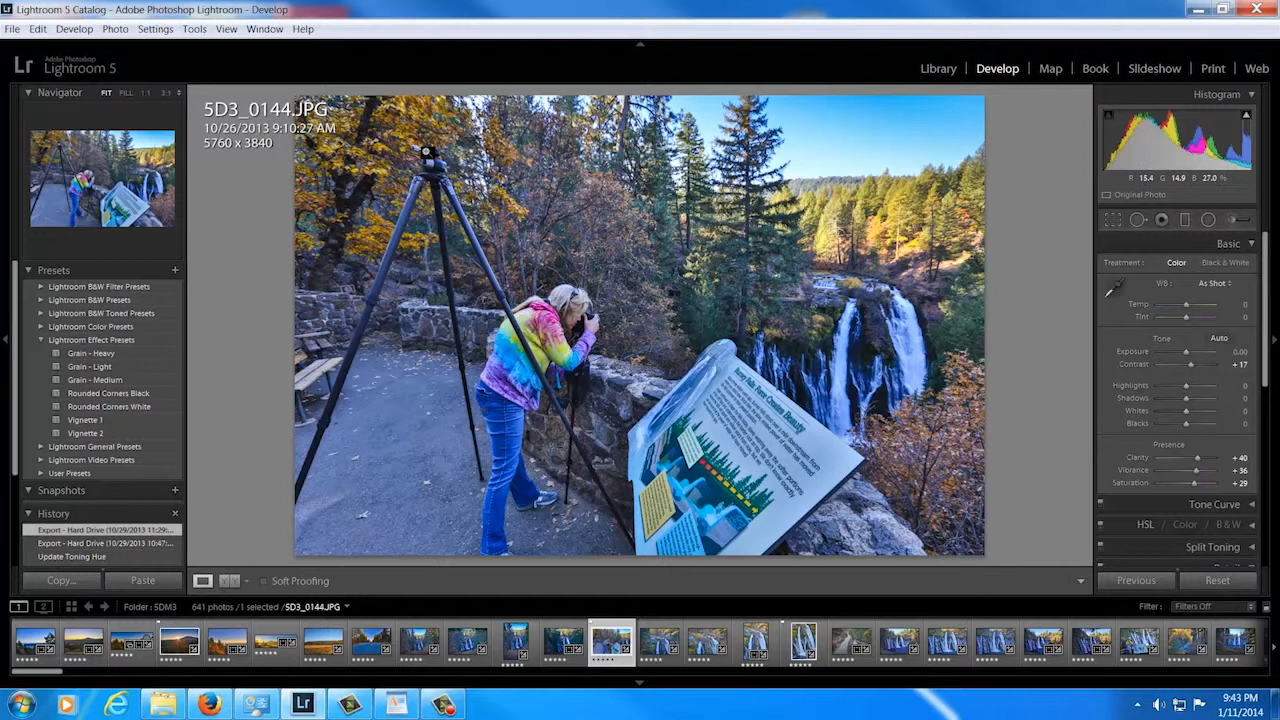 Lightroom 5 Catalog - Adobe Photoshop Lightroom - Develop
File Edit Develop Photo Settings Tools View Window Help
Lr Adobe Photoshop
Lightroom 5
Library Develop Map Book Slideshow Print Web
Navigator FIT FILL 1:1 3:1
Presets +
Lightroom B&W Filter Presets
Lightroom B&W Presets
Lightroom B&W Toned Presets
Lightroom Color Presets
Lightroom Effect Presets
Grain - Heavy
Grain - Light
Grain - Medium
Rounded Corners Black
Rounded Corners White
Vignette 1
Vignette 2
Lightroom General Presets
Lightroom Video Presets
User Presets
Snapshots +
History ×
Export - Hard Drive (10/29/2013 11:29:...
Export - Hard Drive (10/29/2013 10:47:...
Update Toning Hue
Copy... Paste
5D3_0144.JPG
10/26/2013 9:10:27 AM
5760 x 3840
Burney Falls Forest Creates Beauty
Soft Proofing
Histogram
R 15.4 G 14.9 B 27.0 %
Original Photo
Basic
Treatment: Color Black & White
WB: As Shot
Temp 0
Tint 0
Tone Auto
Exposure 0.00
Contrast + 17
Highlights 0
Shadows 0
Whites 0
Blacks 0
Presence
Clarity + 40
Vibrance + 36
Saturation + 29
Tone Curve
HSL / Color / B & W
Split Toning
Previous Reset
1 2 Folder: 5DM3 641 photos /1 selected /5D3_0144.JPG Filter: Filters Off
Lr 9:43 PM
1/11/2014